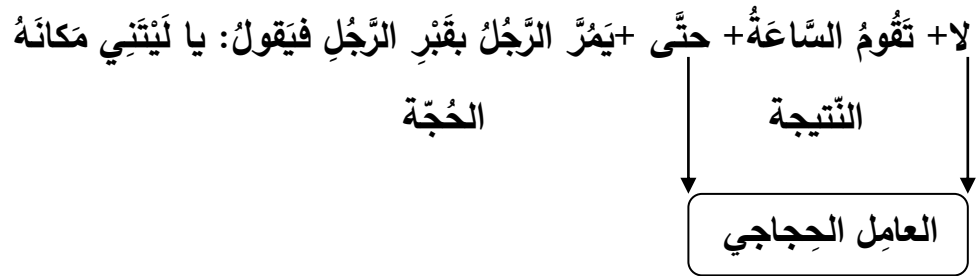 لا+ تَقُومُ السَّاعَةُ+ حتَّى +يَمُرَّ الرَّجُلُ بقَبْرِ الرَّجُلِ فيَقولُ: يا لَيْتَنِي مَكانَهُ
النّتيجة الحُجّة
العامِل الحِجاجي